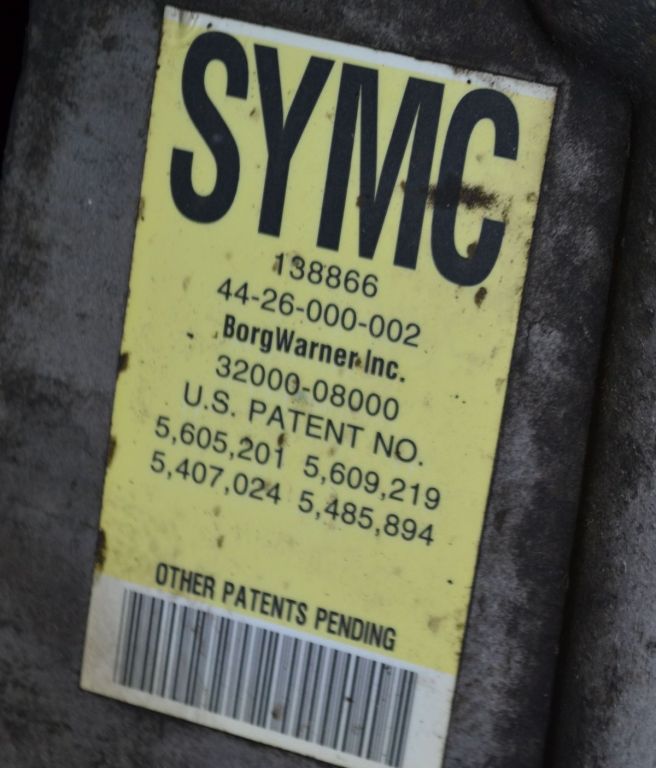 SYMC
138866
44-26-000-002
BorgWarner Inc.
32000-08000
U.S. PATENT NO.
5,605,201 5,609,219
5,407,024 5,485,894
OTHER PATENTS PENDING